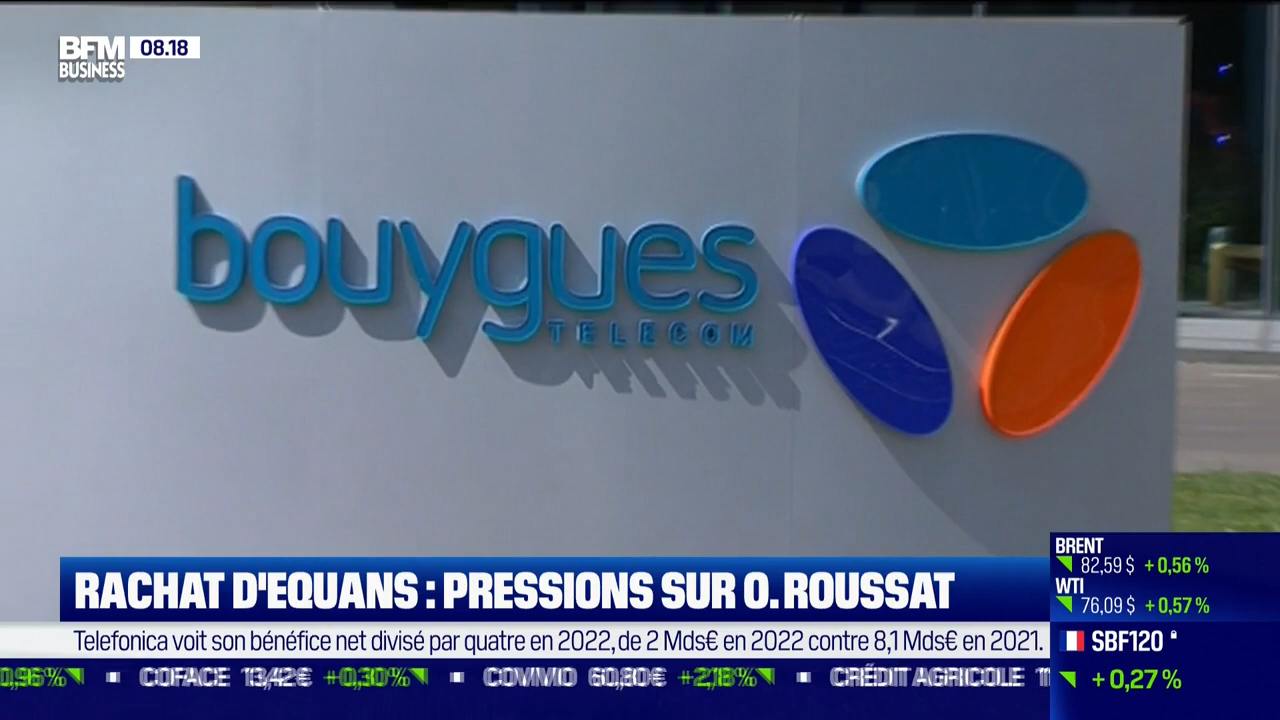 BFM
BUSINESS
08.18
bouygues
TELECOM
RACHAT D'EQUANS : PRESSIONS SUR O. ROUSSAT
Telefonica voit son bénéfice net divisé par quatre en 2022, de 2 Mds€ en 2022 contre 8,1 Mds€ en 2021.
BRENT
82,59 $ + 0,56 %
WTI
76,09 $ + 0,57 %
SBF120
+ 0,27 %
0,96% COFACE 13,42€ +0,30% COVIVIO 60,80€ +2,18% CRÉDIT AGRICOLE